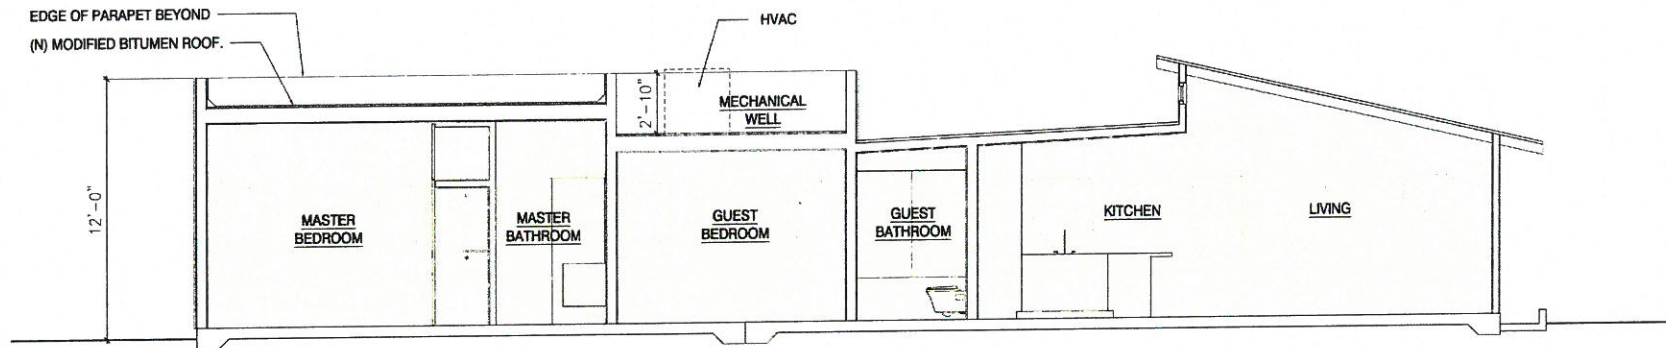 EDGE OF PARAPET BEYOND
(N) MODIFIED BITUMEN ROOF.
HVAC
2'-10"
MECHANICAL
WELL
12'-0"
MASTER
BEDROOM
MASTER
BATHROOM
GUEST
BEDROOM
GUEST
BATHROOM
KITCHEN
LIVING